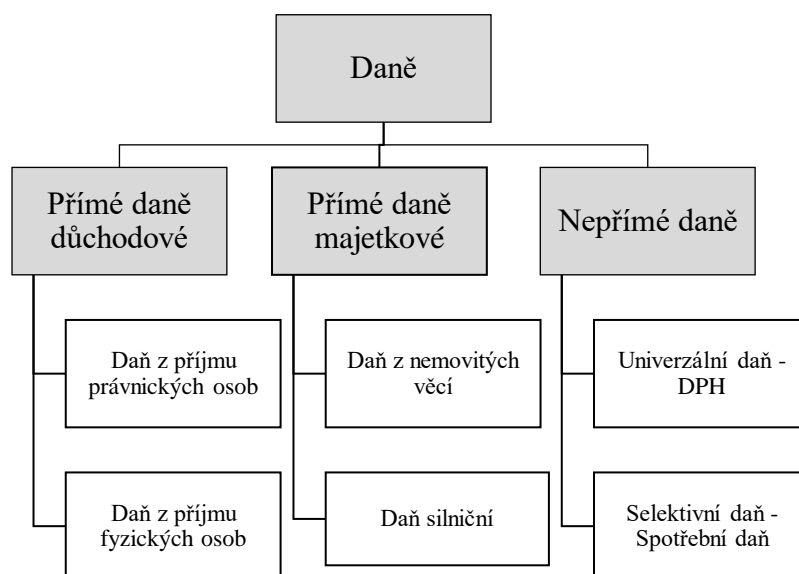 Daně
Přímé daně
důchodové
Přímé daně
majetkové
Nepřímé daně
Daň z příjmu
právnických osob
Daň z nemovitých
věcí
Univerzální daň -
DPH
Daň z příjmu
fyzických osob
Daň silniční
Selektivní daň -
Spotřební daň